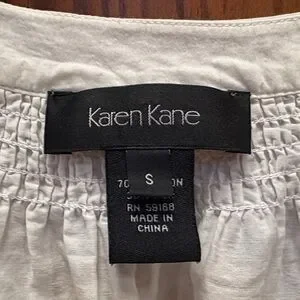 Karen Kane
S
RN 59168
MADE IN
CHINA